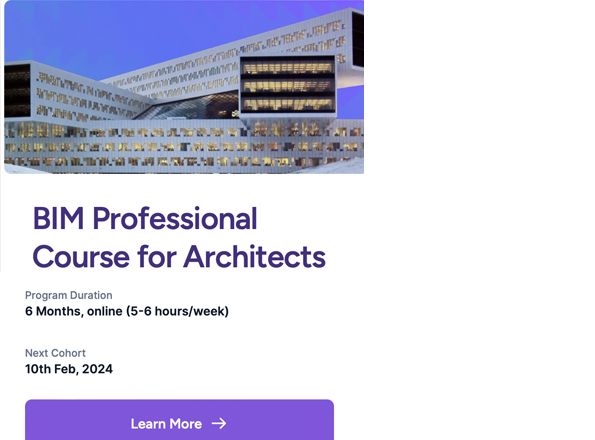 BIM Professional
Course for Architects
Program Duration
6 Months, online (5-6 hours/week)
Next Cohort
10th Feb, 2024
Learn More →